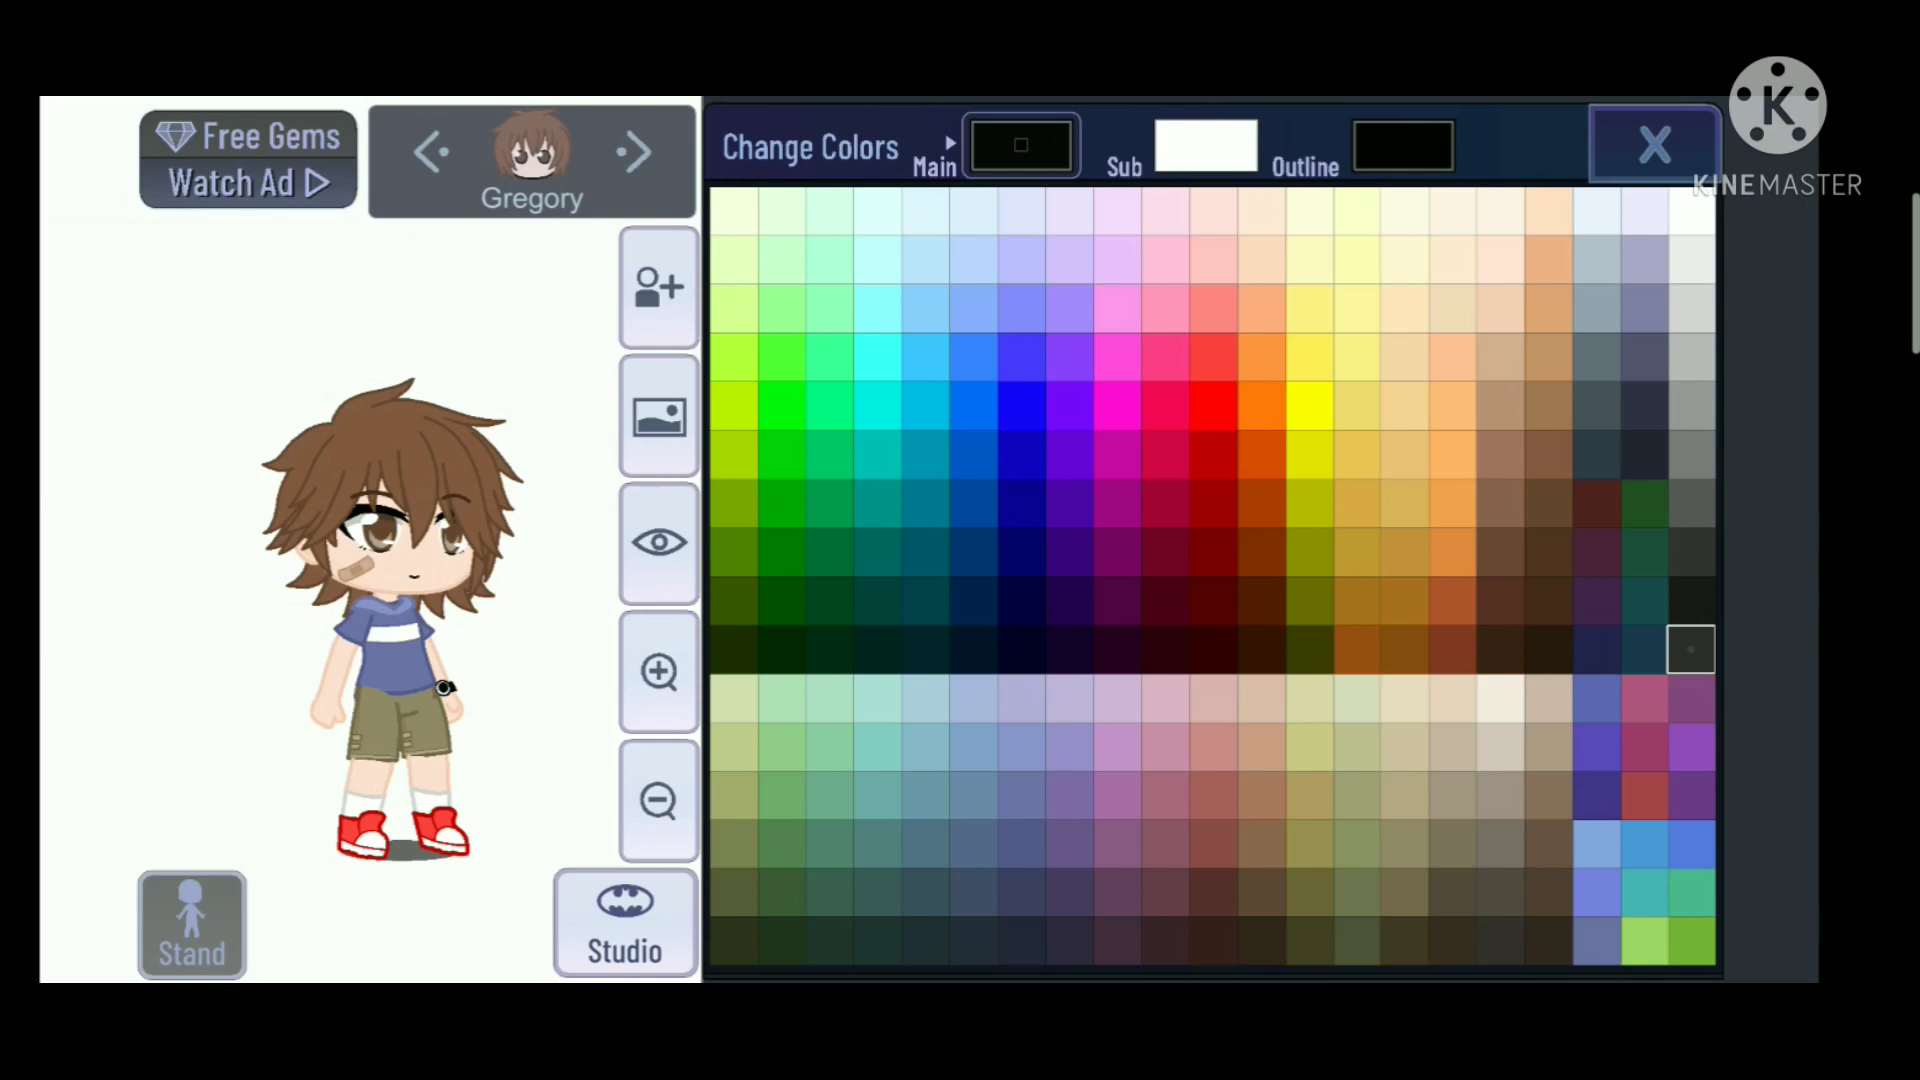 Free Gems
Watch Ad
Gregory
Change Colors
Main
Sub
Outline
X
K
KINEMASTER
Stand
Studio